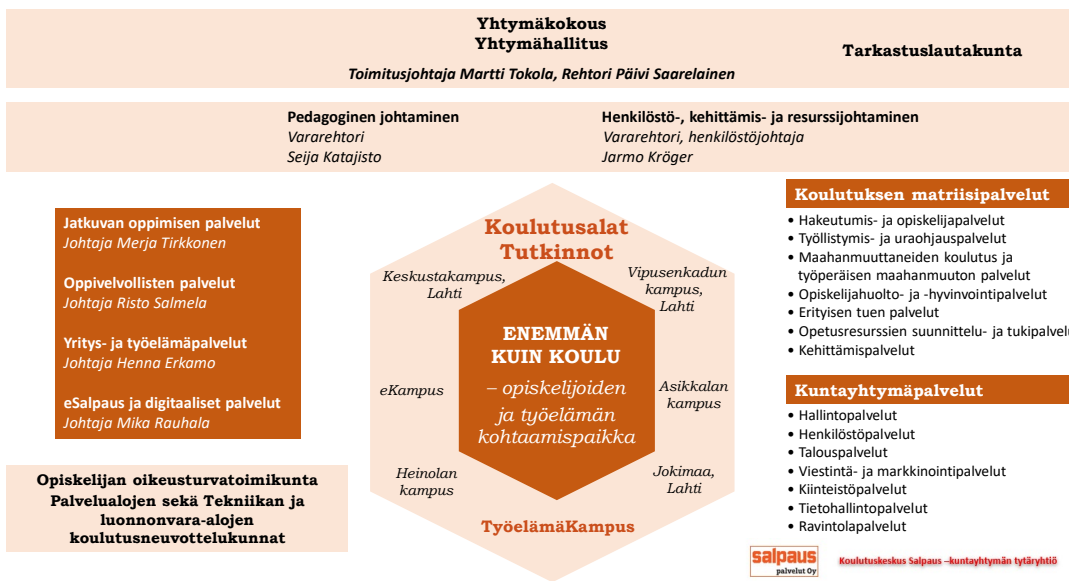 Yhtymäkokous
Yhtymähallitus
Toimitusjohtaja Martti Tokola, Rehtori Päivi Saarelainen
Tarkastuslautakunta
Pedagoginen johtaminen
Vararehtori
Seija Katajisto
Henkilöstö-, kehittämis- ja resurssijohtaminen
Vararehtori, henkilöstöjohtaja
Jarmo Kröger
Jatkuvan oppimisen palvelut
Johtaja Merja Tirkkonen
Oppivelvollisten palvelut
Johtaja Risto Salmela
Yritys- ja työelämäpalvelut
Johtaja Henna Erkamo
eSalpaus ja digitaaliset palvelut
Johtaja Mika Rauhala
Opiskelijan oikeusturvatoimikunta
Palvelualojen sekä Tekniikan ja
luonnonvara-alojen
koulutusneuvottelukunnat
Koulutusalat
Tutkinnot
Keskustakampus,
Lahti
Vipusenkadun
kampus,
Lahti
eKampus
Asikkalan
kampus
Heinolan
kampus
Jokimaa,
Lahti
TyöelämäKampus
ENEMMÄN
KUIN KOULU
– opiskelijoiden
ja työelämän
kohtaamispaikka
Koulutuksen matriisipalvelut
• Hakeutumis- ja opiskelijapalvelut
• Työllistymis- ja uraohjauspalvelut
• Maahanmuuttaneiden koulutus ja
työperäisen maahanmuuton palvelut
• Opiskelijahuolto- ja -hyvinvointipalvelut
• Erityisen tuen palvelut
• Opetusresurssien suunnittelu- ja tukipalvelu
• Kehittämispalvelut
Kuntayhtymäpalvelut
• Hallintopalvelut
• Henkilöstöpalvelut
• Talouspalvelut
• Viestintä- ja markkinointipalvelut
• Kiinteistöpalvelut
• Tietohallintopalvelut
• Ravintolapalvelut
salpaus
palvelut Oy
Koulutuskeskus Salpaus –kuntayhtymän tytäryhtiö